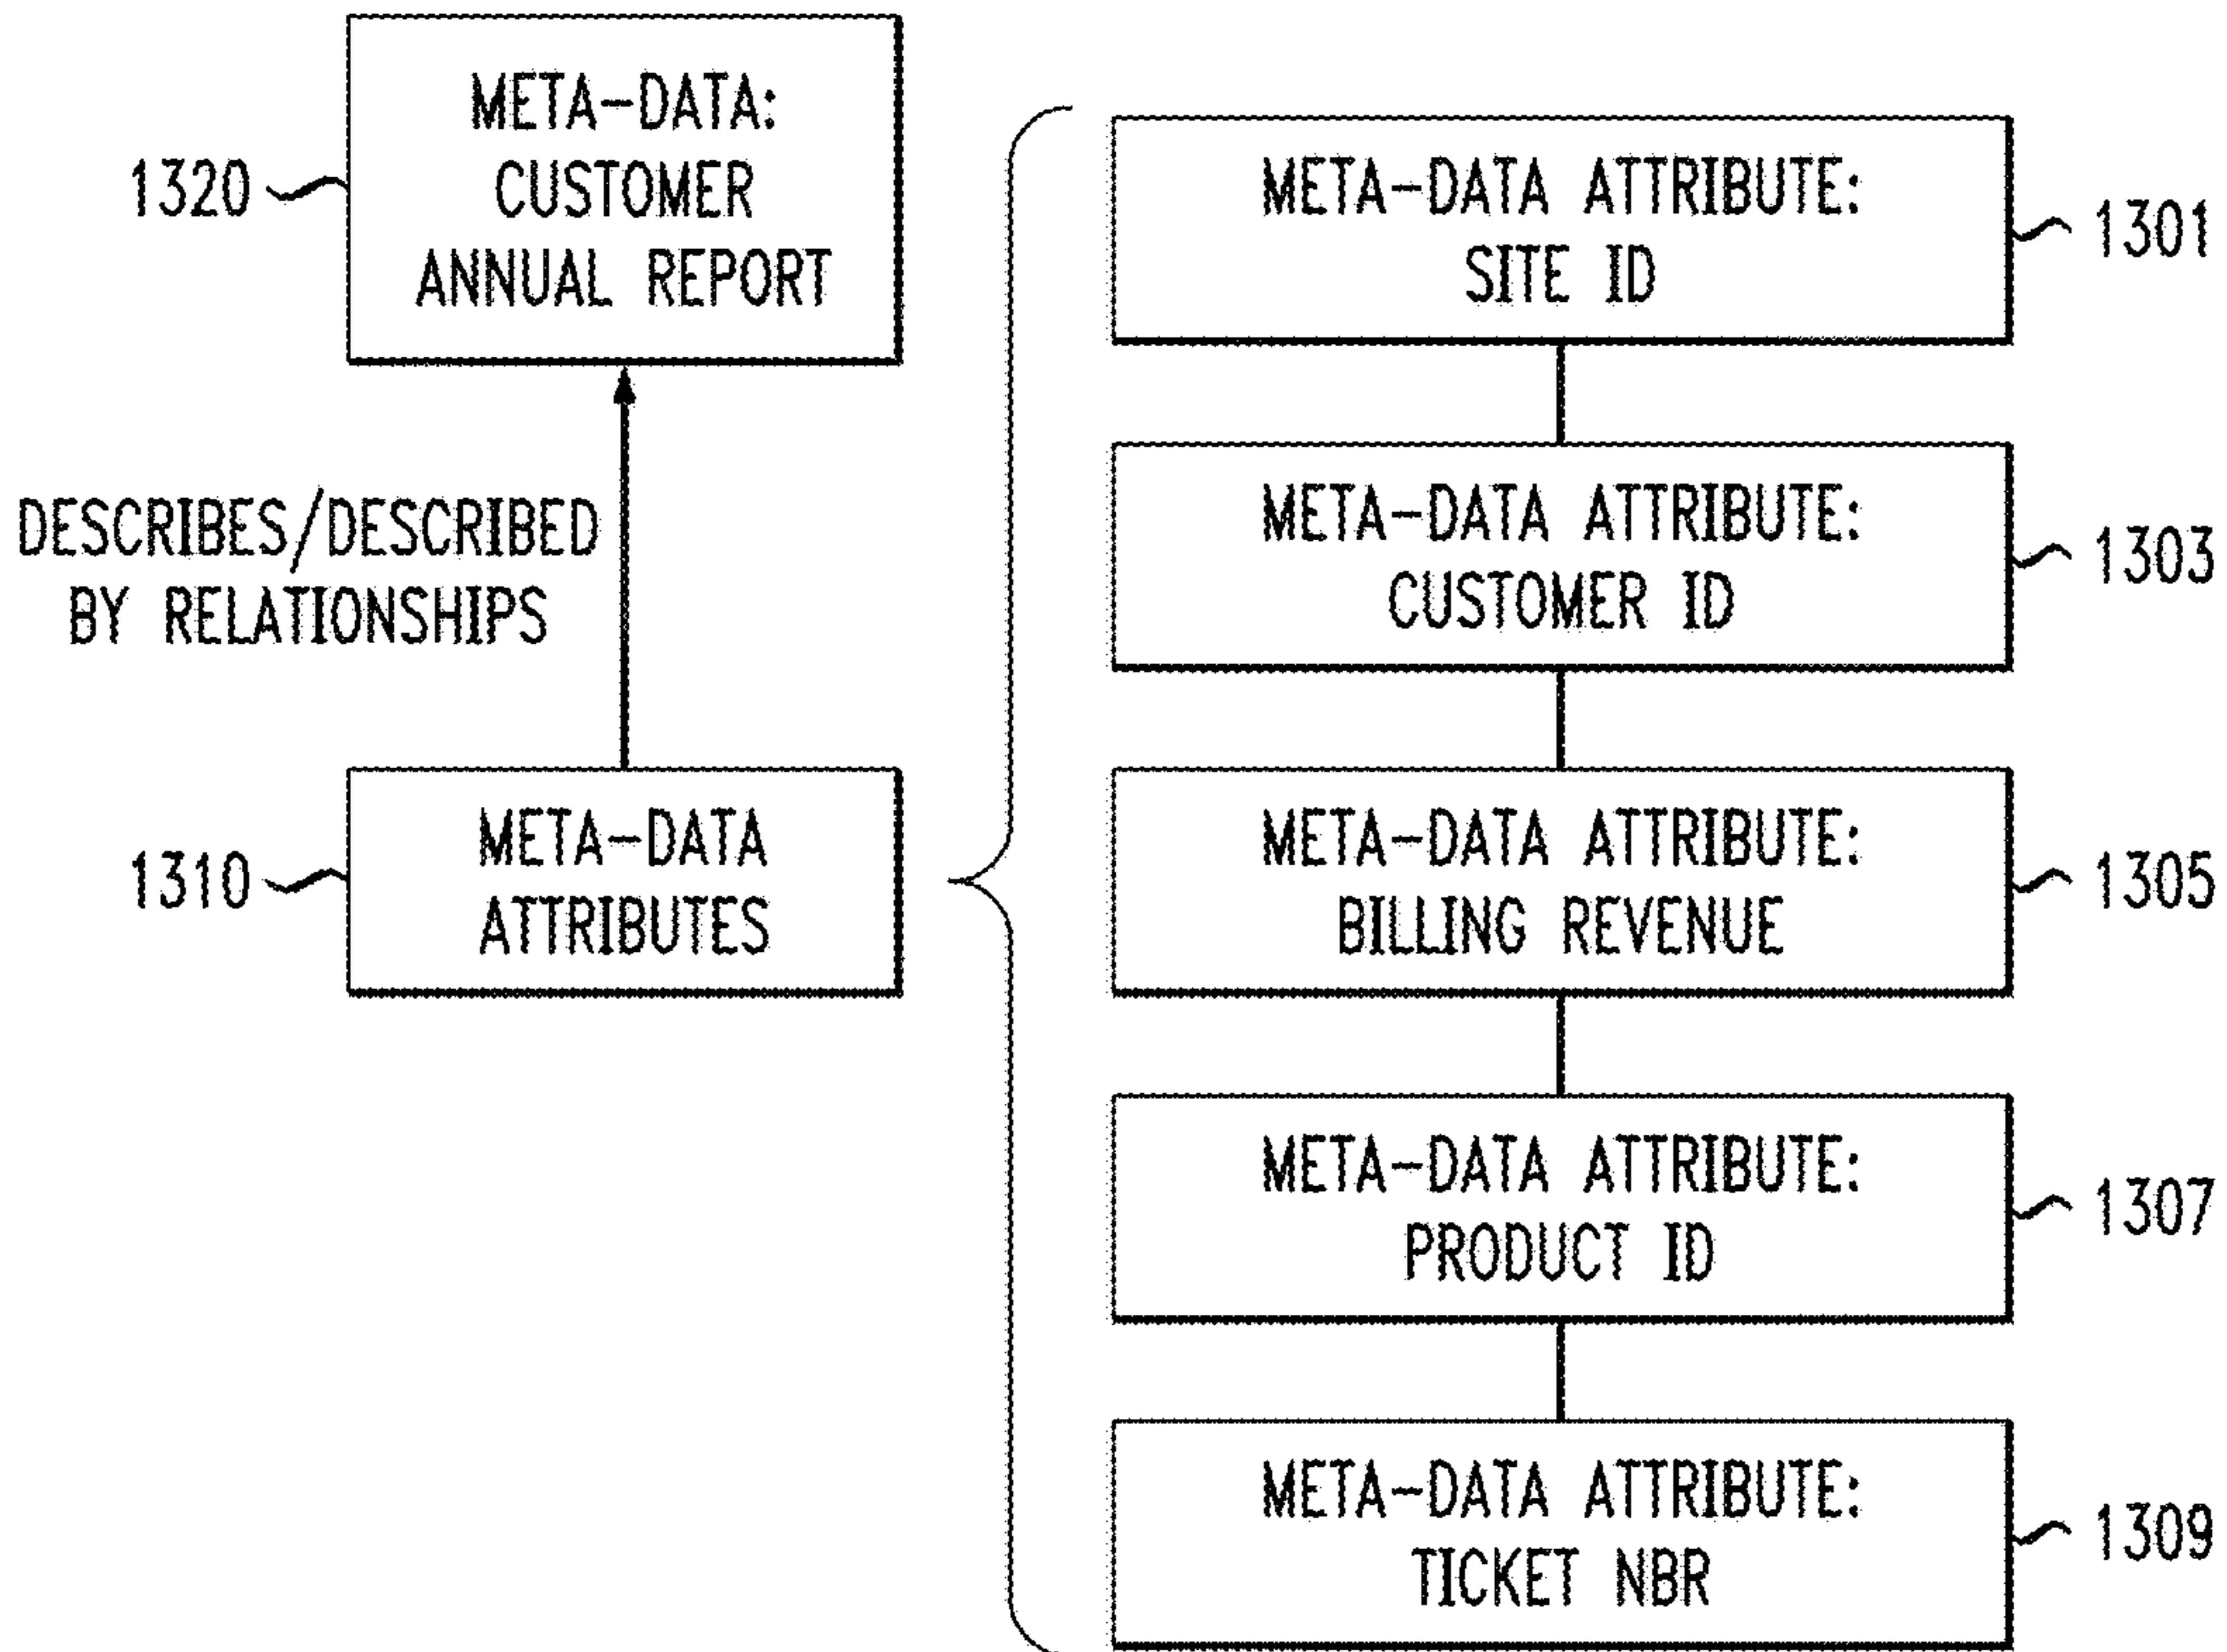 META-DATA:
CUSTOMER
ANNUAL REPORT
1320
DESCRIBES/DESCRIBED
BY RELATIONSHIPS
META-DATA
ATTRIBUTES
1310
META-DATA ATTRIBUTE:
SITE ID
1301
META-DATA ATTRIBUTE:
CUSTOMER ID
1303
META-DATA ATTRIBUTE:
BILLING REVENUE
1305
META-DATA ATTRIBUTE:
PRODUCT ID
1307
META-DATA ATTRIBUTE:
TICKET NBR
1309